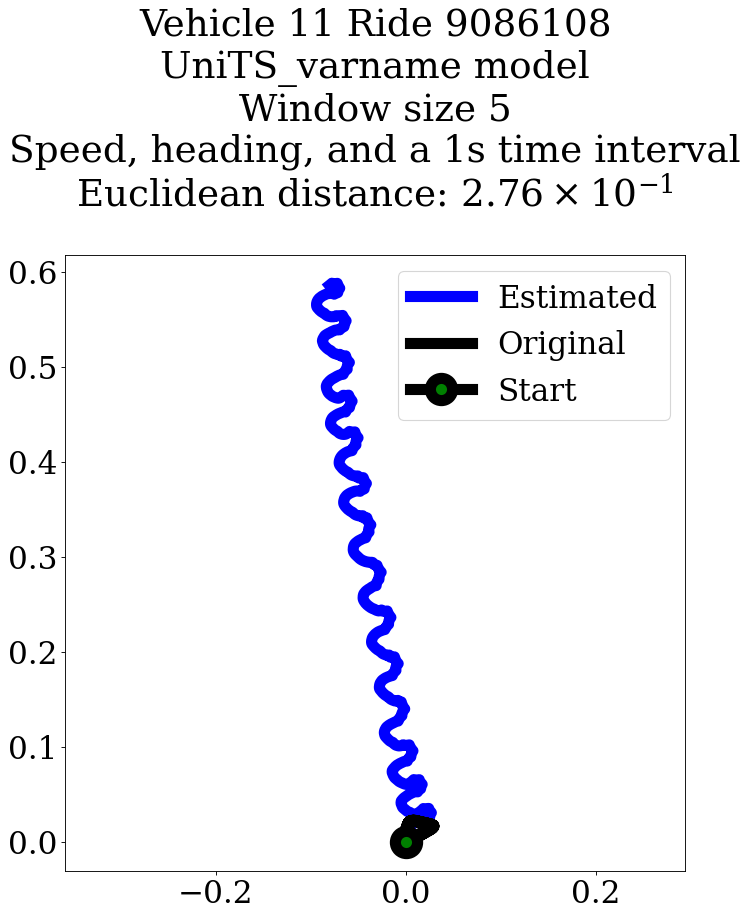 Vehicle 11 Ride 9086108
UniTS_varname model
Window size 5
Speed, heading, and a 1s time interval
Euclidean distance: 2.76 × 10⁻¹
0.6
0.5
0.4
0.3
0.2
0.1
0.0
−0.2
0.0
0.2
Estimated
Original
Start